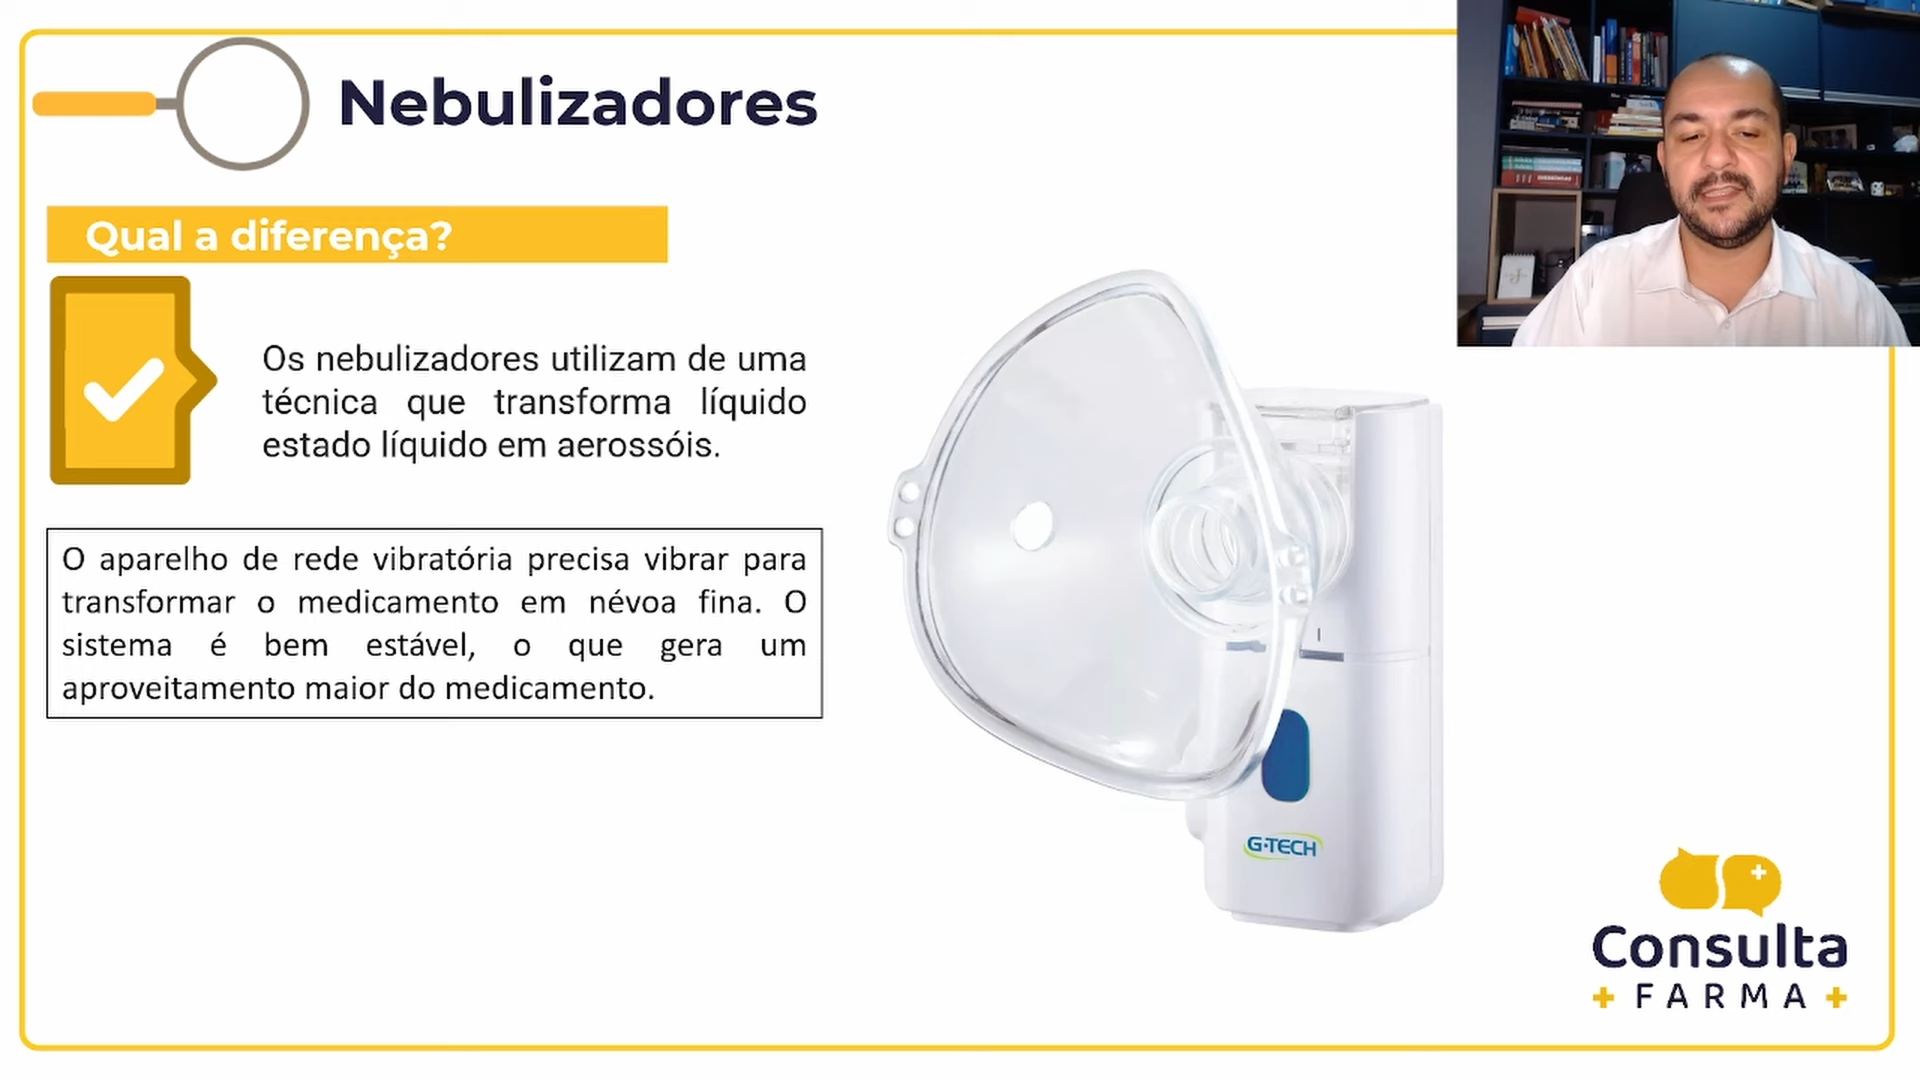 Nebulizadores
Qual a diferença?
Os nebulizadores utilizam de uma
técnica que transforma líquido
estado líquido em aerossóis.
O aparelho de rede vibratória precisa vibrar para
transformar o medicamento em névoa fina. O
sistema é bem estável, o que gera um
aproveitamento maior do medicamento.
G-TECH
Consulta
+ FARMA +